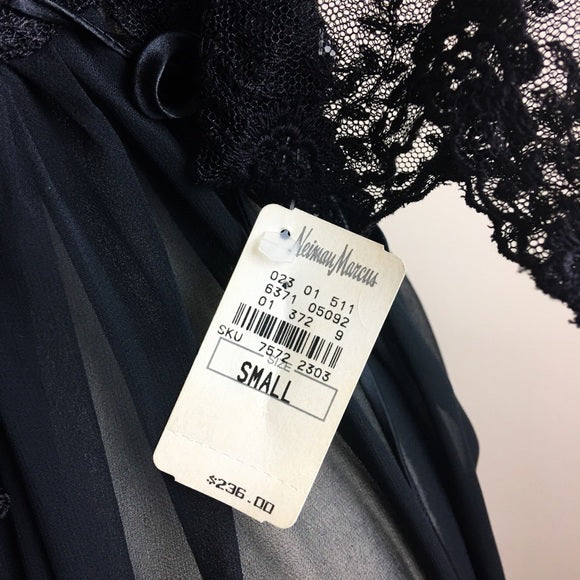 Neiman Marcus
023 01 511
6371 05092
01 372 9
SKU 7572 2303
SIZE
SMALL
$236.00